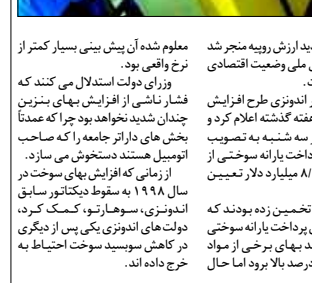 دید ارزش روپیه منجر شد
ملی وضعیت اقتصادی
ت.
اندونزی طرح افزایش
هفته گذشته اعلام کرد و
سه شنبه به تصویب
داخت یارانه سوختی از
۸/ میلیارد دلار تعیین
تخمین زده بودند که
پرداخت یارانه سوختی
د بهای برخی از مواد
درصد بالا برود اما حال
معلوم شده آن پیش بینی بسیار کمتر از
نرخ واقعی بود.
وزرای دولت استدلال می کنند که
فشار ناشی از افزایش بهای بنزین
چندان شدید نخواهد بود چرا که عمدتاً
بخش های داراتر جامعه را که صاحب
اتومبیل هستند دستخوش می سازد.
از زمانی که افزایش بهای سوخت در
سال ۱۹۹۸ به سقوط دیکتاتور سابق
اندونزی، سوهارتو، کمک کرد،
دولت های اندونزی یکی پس از دیگری
در کاهش سوبسید سوخت احتیاط به
خرج داده اند.